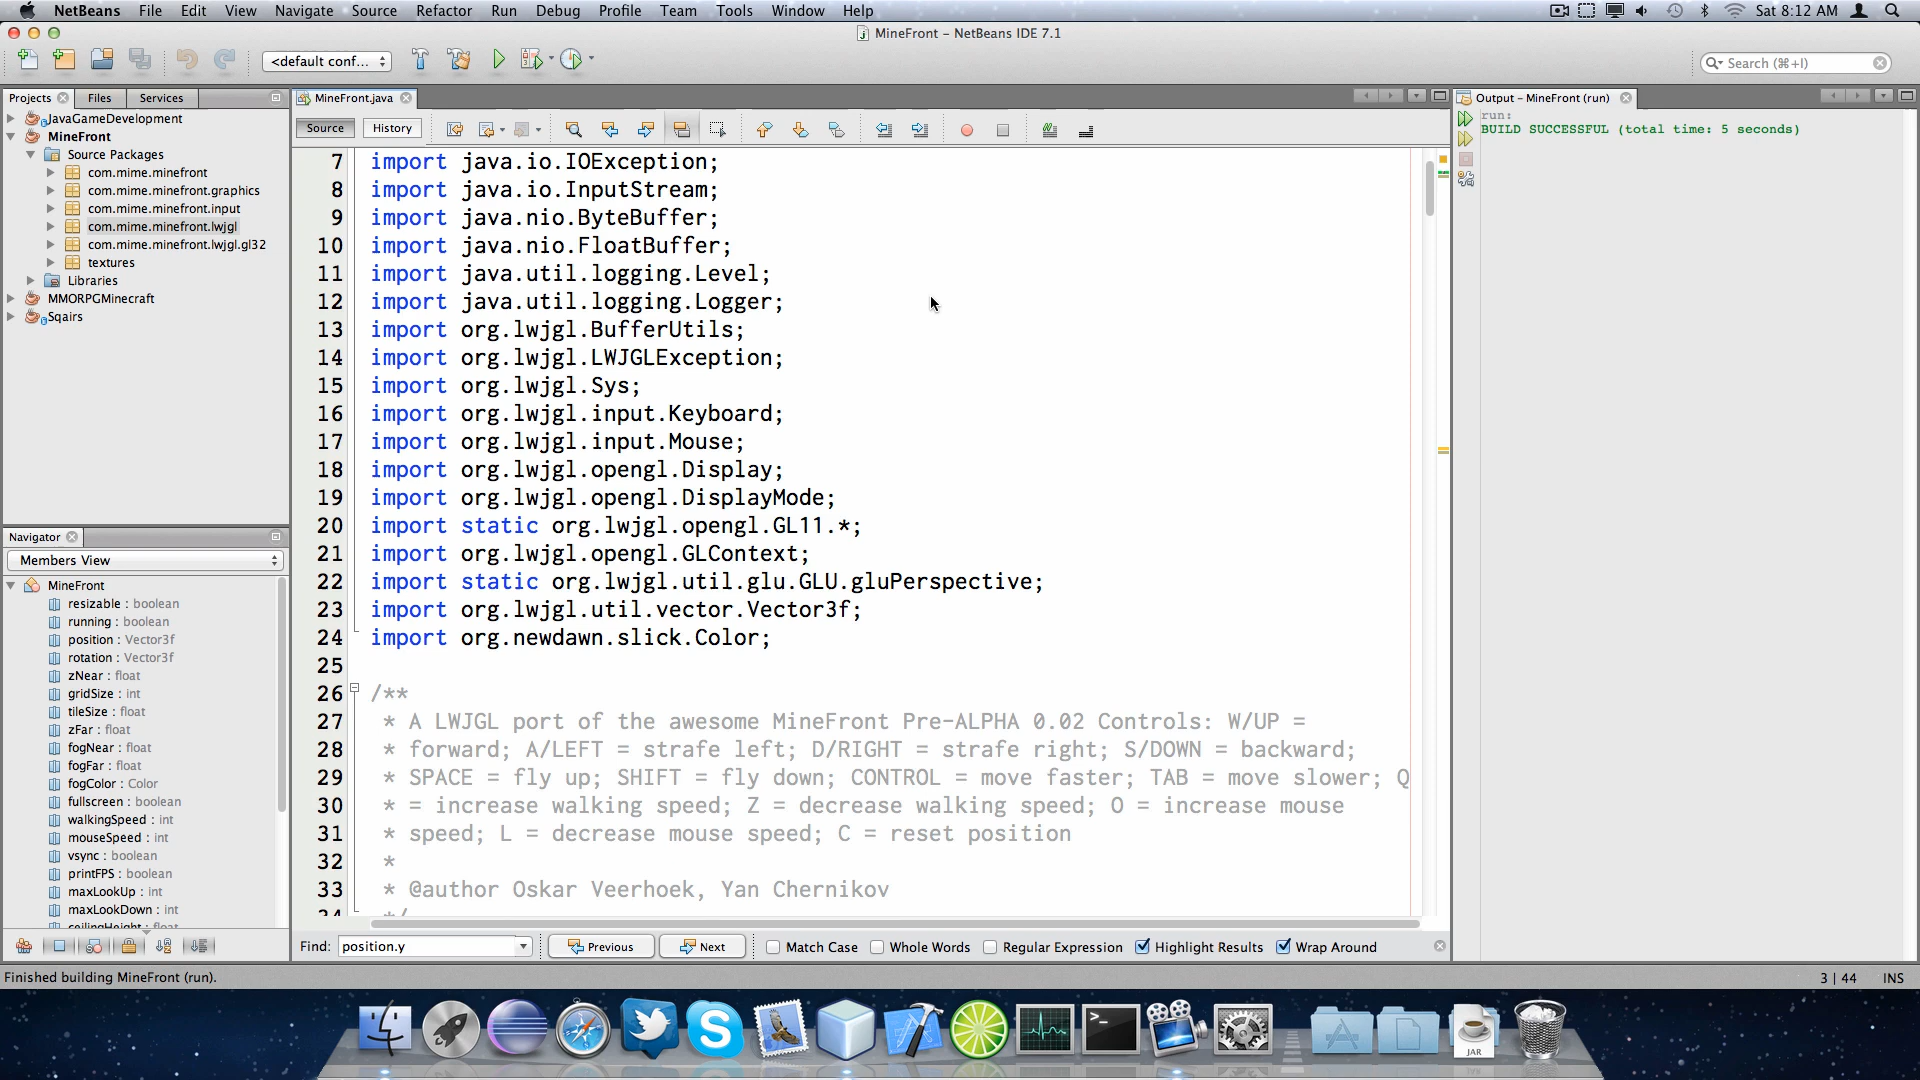 NetBeans File Edit View Navigate Source Refactor Run Debug Profile Team Tools Window Help
Sat 8:12 AM
MineFront – NetBeans IDE 7.1
<default conf...
Search (⌘+I)
Projects Files Services
JavaGameDevelopment
MineFront
Source Packages
com.mime.minefront
com.mime.minefront.graphics
com.mime.minefront.input
com.mime.minefront.lwjgl
com.mime.minefront.lwjgl.gl32
textures
Libraries
MMORPGMinecraft
Sqairs
Navigator
Members View
MineFront
resizable : boolean
running : boolean
position : Vector3f
rotation : Vector3f
zNear : float
gridSize : int
tileSize : float
zFar : float
fogNear : float
fogFar : float
fogColor : Color
fullscreen : boolean
walkingSpeed : int
mouseSpeed : int
vsync : boolean
printFPS : boolean
maxLookUp : int
maxLookDown : int
ceilingHeight : float
MineFront.java
Source History
7 import java.io.IOException;
8 import java.io.InputStream;
9 import java.nio.ByteBuffer;
10 import java.nio.FloatBuffer;
11 import java.util.logging.Level;
12 import java.util.logging.Logger;
13 import org.lwjgl.BufferUtils;
14 import org.lwjgl.LWJGLException;
15 import org.lwjgl.Sys;
16 import org.lwjgl.input.Keyboard;
17 import org.lwjgl.input.Mouse;
18 import org.lwjgl.opengl.Display;
19 import org.lwjgl.opengl.DisplayMode;
20 import static org.lwjgl.opengl.GL11.*;
21 import org.lwjgl.opengl.GLContext;
22 import static org.lwjgl.util.glu.GLU.gluPerspective;
23 import org.lwjgl.util.vector.Vector3f;
24 import org.newdawn.slick.Color;
25
26 /**
27 * A LWJGL port of the awesome MineFront Pre-ALPHA 0.02 Controls: W/UP =
28 * forward; A/LEFT = strafe left; D/RIGHT = strafe right; S/DOWN = backward;
29 * SPACE = fly up; SHIFT = fly down; CONTROL = move faster; TAB = move slower; Q
30 * = increase walking speed; Z = decrease walking speed; O = increase mouse
31 * speed; L = decrease mouse speed; C = reset position
32 *
33 * @author Oskar Veerhoek, Yan Chernikov
34 */
Find: position.y Previous Next Match Case Whole Words Regular Expression Highlight Results Wrap Around
Output – MineFront (run)
run:
BUILD SUCCESSFUL (total time: 5 seconds)
Finished building MineFront (run).
3 | 44 INS
JAR